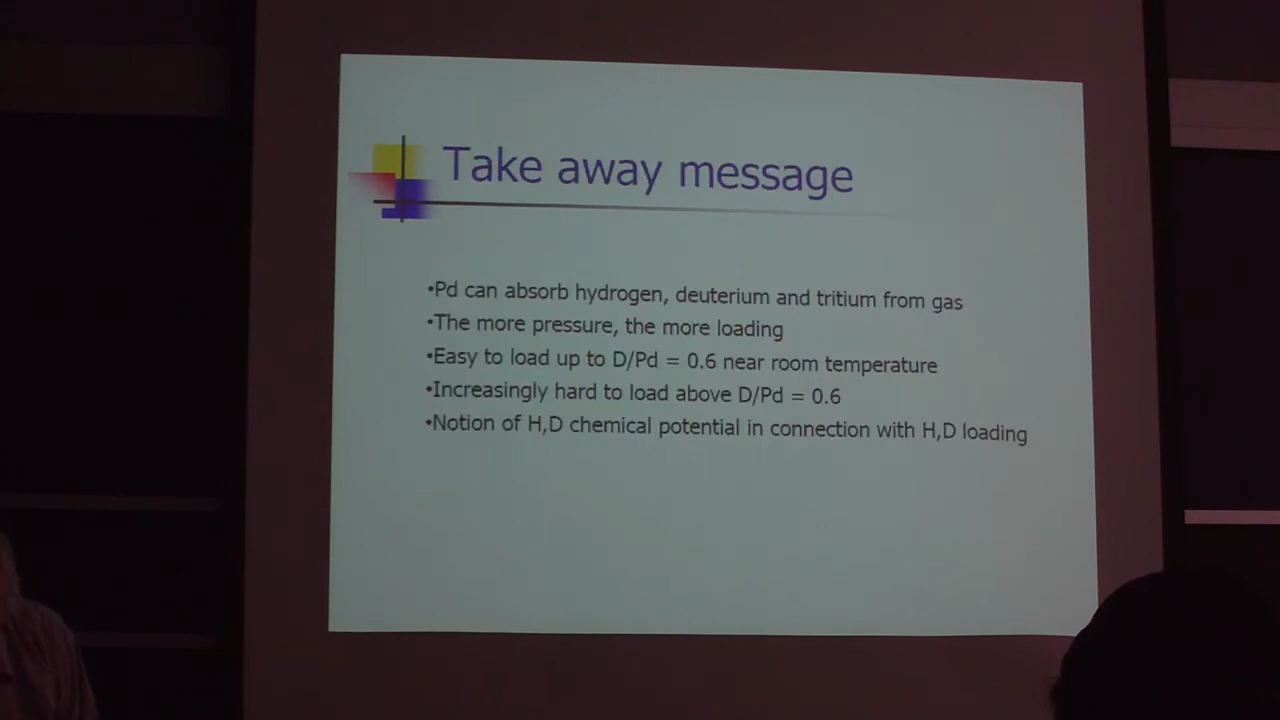 Take away message
•Pd can absorb hydrogen, deuterium and tritium from gas
•The more pressure, the more loading
•Easy to load up to D/Pd = 0.6 near room temperature
•Increasingly hard to load above D/Pd = 0.6
•Notion of H,D chemical potential in connection with H,D loading